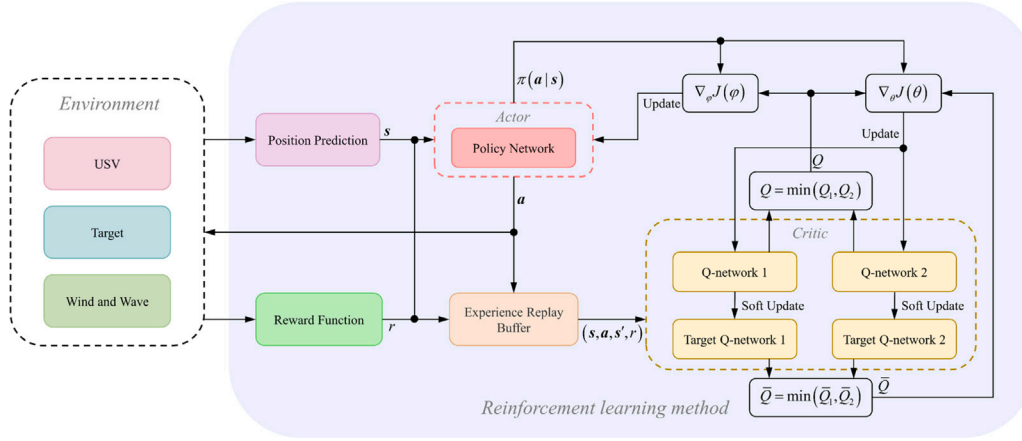 Environment
USV
Target
Wind and Wave
Position Prediction
s
Reward Function
r
π(a | s)
Actor
Policy Network
a
Experience Replay
Buffer
(s, a, s′, r)
∇φJ(φ)
Update
∇θJ(θ)
Update
Q
Q = min(Q₁, Q₂)
Critic
Q-network 1
Q-network 2
Soft Update
Soft Update
Target Q-network 1
Target Q-network 2
Q̅ = min(Q̅₁, Q̅₂)
Q̅
Reinforcement learning method